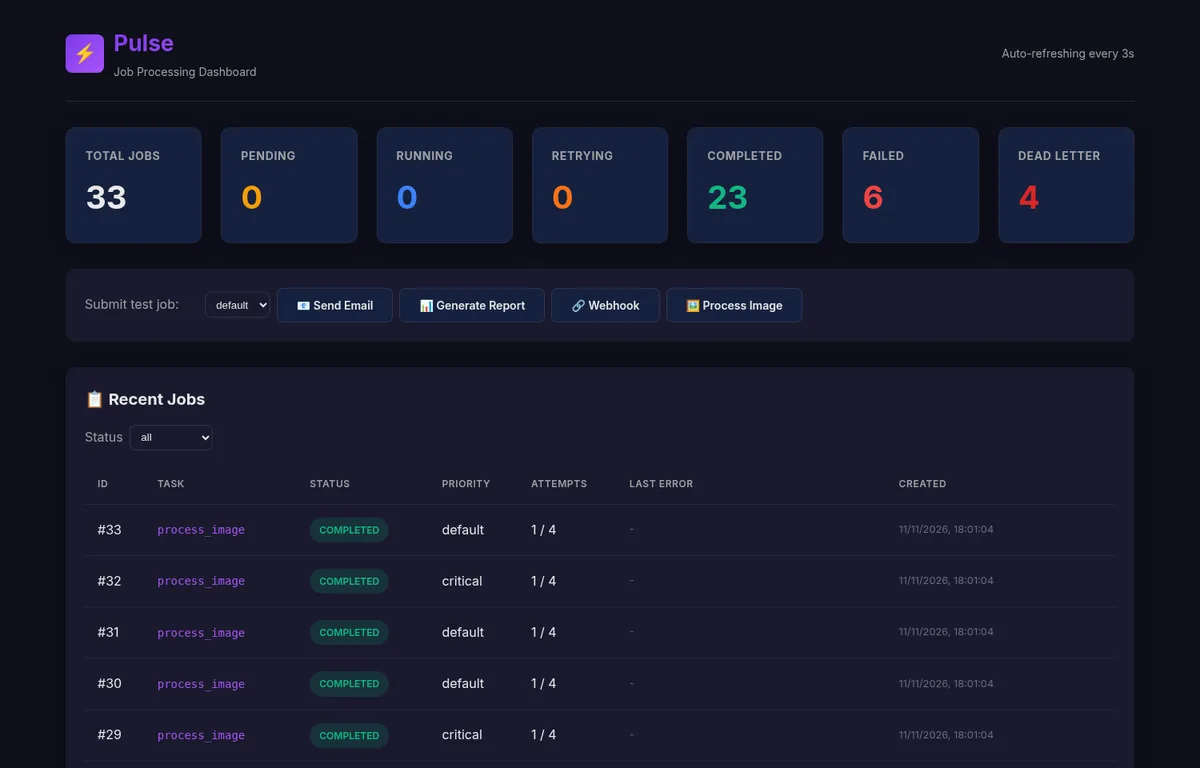 Pulse
Job Processing Dashboard
Auto-refreshing every 3s
TOTAL JOBS PENDING RUNNING RETRYING COMPLETED FAILED DEAD LETTER
33 0 0 0 23 6 4
Submit test job: default 📧 Send Email 📊 Generate Report 🔗 Webhook 🖼️ Process Image
📋 Recent Jobs
Status all
ID TASK STATUS PRIORITY ATTEMPTS LAST ERROR CREATED
#33 process_image COMPLETED default 1 / 4 - 11/11/2026, 18:01:04
#32 process_image COMPLETED critical 1 / 4 - 11/11/2026, 18:01:04
#31 process_image COMPLETED default 1 / 4 - 11/11/2026, 18:01:04
#30 process_image COMPLETED default 1 / 4 - 11/11/2026, 18:01:04
#29 process_image COMPLETED critical 1 / 4 - 11/11/2026, 18:01:04